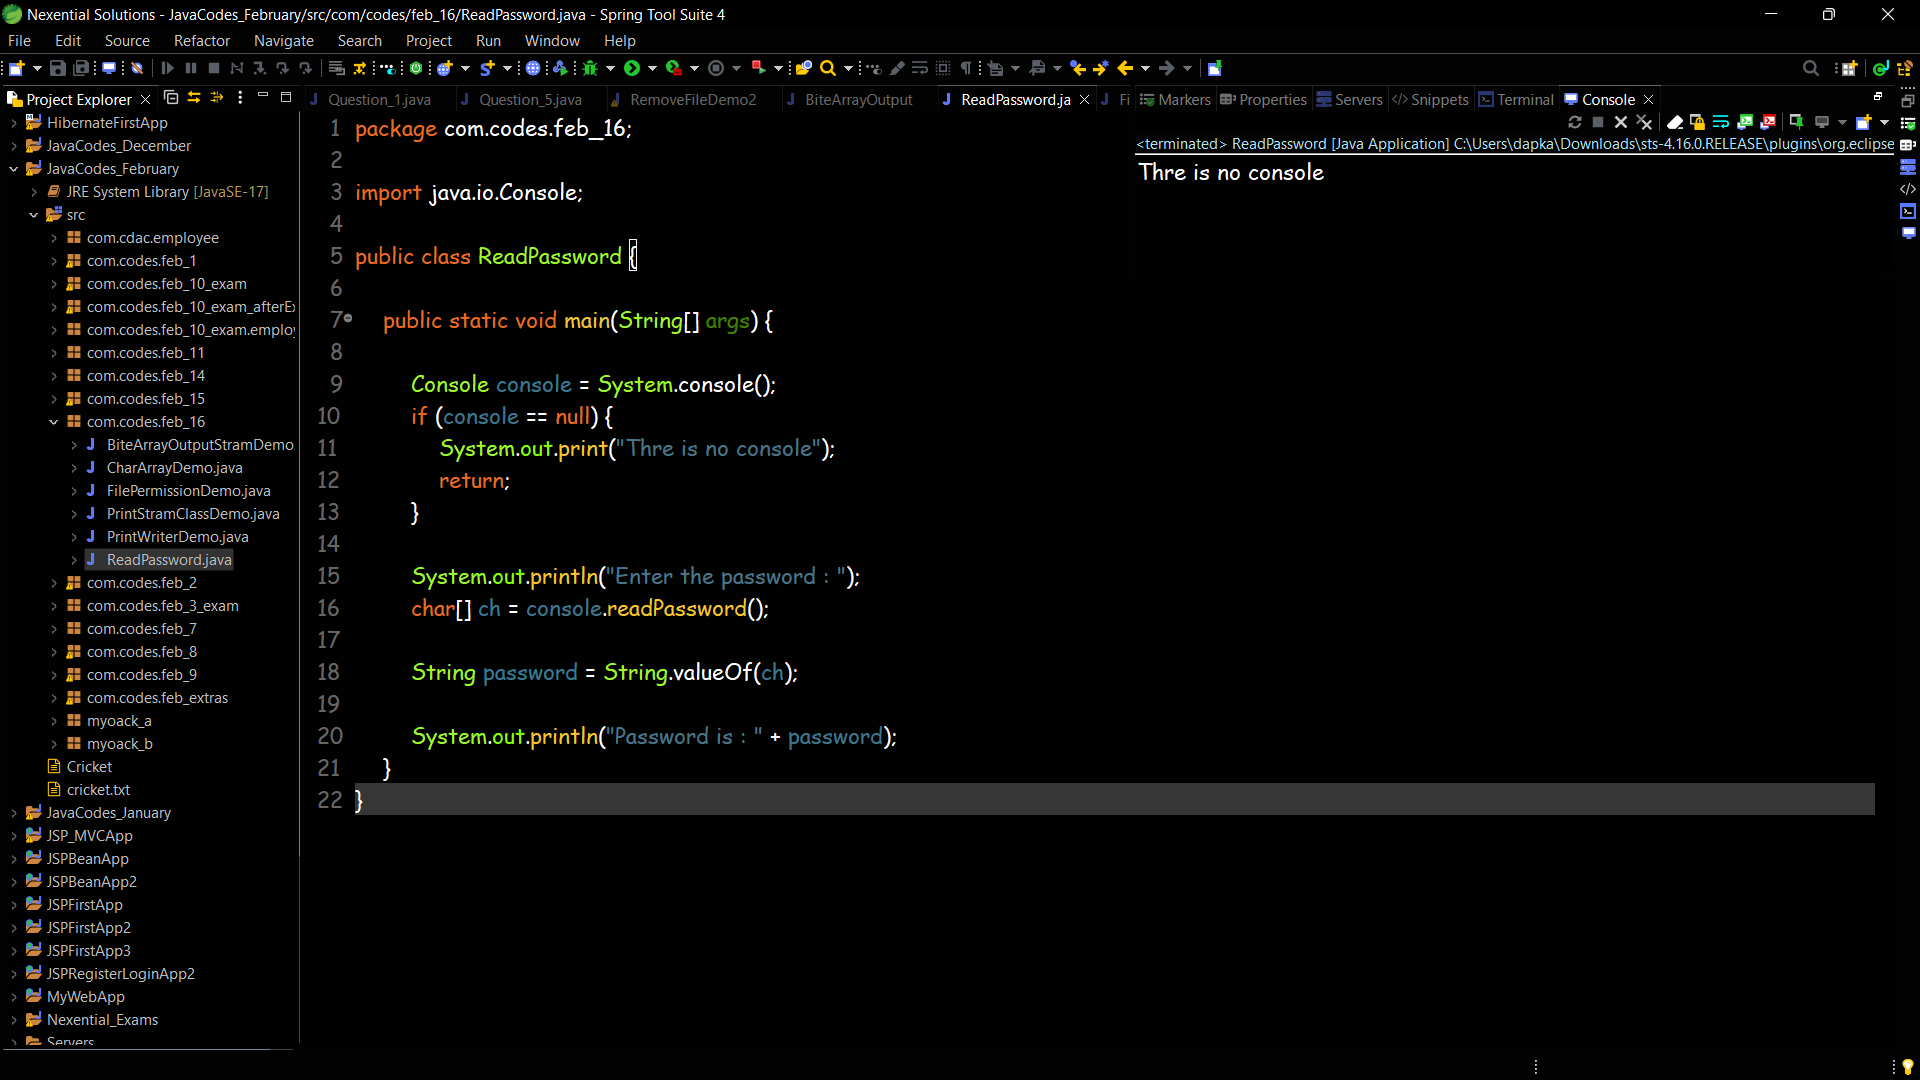 Nexential Solutions - JavaCodes_February/src/com/codes/feb_16/ReadPassword.java - Spring Tool Suite 4
File Edit Source Refactor Navigate Search Project Run Window Help
Project Explorer
HibernateFirstApp
JavaCodes_December
JavaCodes_February
JRE System Library [JavaSE-17]
src
com.cdac.employee
com.codes.feb_1
com.codes.feb_10_exam
com.codes.feb_10_exam_afterEx
com.codes.feb_10_exam.emplo
com.codes.feb_11
com.codes.feb_14
com.codes.feb_15
com.codes.feb_16
BiteArrayOutputStramDemo
CharArrayDemo.java
FilePermissionDemo.java
PrintStramClassDemo.java
PrintWriterDemo.java
ReadPassword.java
com.codes.feb_2
com.codes.feb_3_exam
com.codes.feb_7
com.codes.feb_8
com.codes.feb_9
com.codes.feb_extras
myoack_a
myoack_b
Cricket
cricket.txt
JavaCodes_January
JSP_MVCApp
JSPBeanApp
JSPBeanApp2
JSPFirstApp
JSPFirstApp2
JSPFirstApp3
JSPRegisterLoginApp2
MyWebApp
Nexential_Exams
Servers
Question_1.java Question_5.java RemoveFileDemo2 BiteArrayOutput ReadPassword.ja Fi
1 package com.codes.feb_16;
2
3 import java.io.Console;
4
5 public class ReadPassword {
6
7 public static void main(String[] args) {
8
9 Console console = System.console();
10 if (console == null) {
11 System.out.print("Thre is no console");
12 return;
13 }
14
15 System.out.println("Enter the password : ");
16 char[] ch = console.readPassword();
17
18 String password = String.valueOf(ch);
19
20 System.out.println("Password is : " + password);
21 }
22 }
Markers Properties Servers Snippets Terminal Console
<terminated> ReadPassword [Java Application] C:\Users\dapka\Downloads\sts-4.16.0.RELEASE\plugins\org.eclipse
Thre is no console